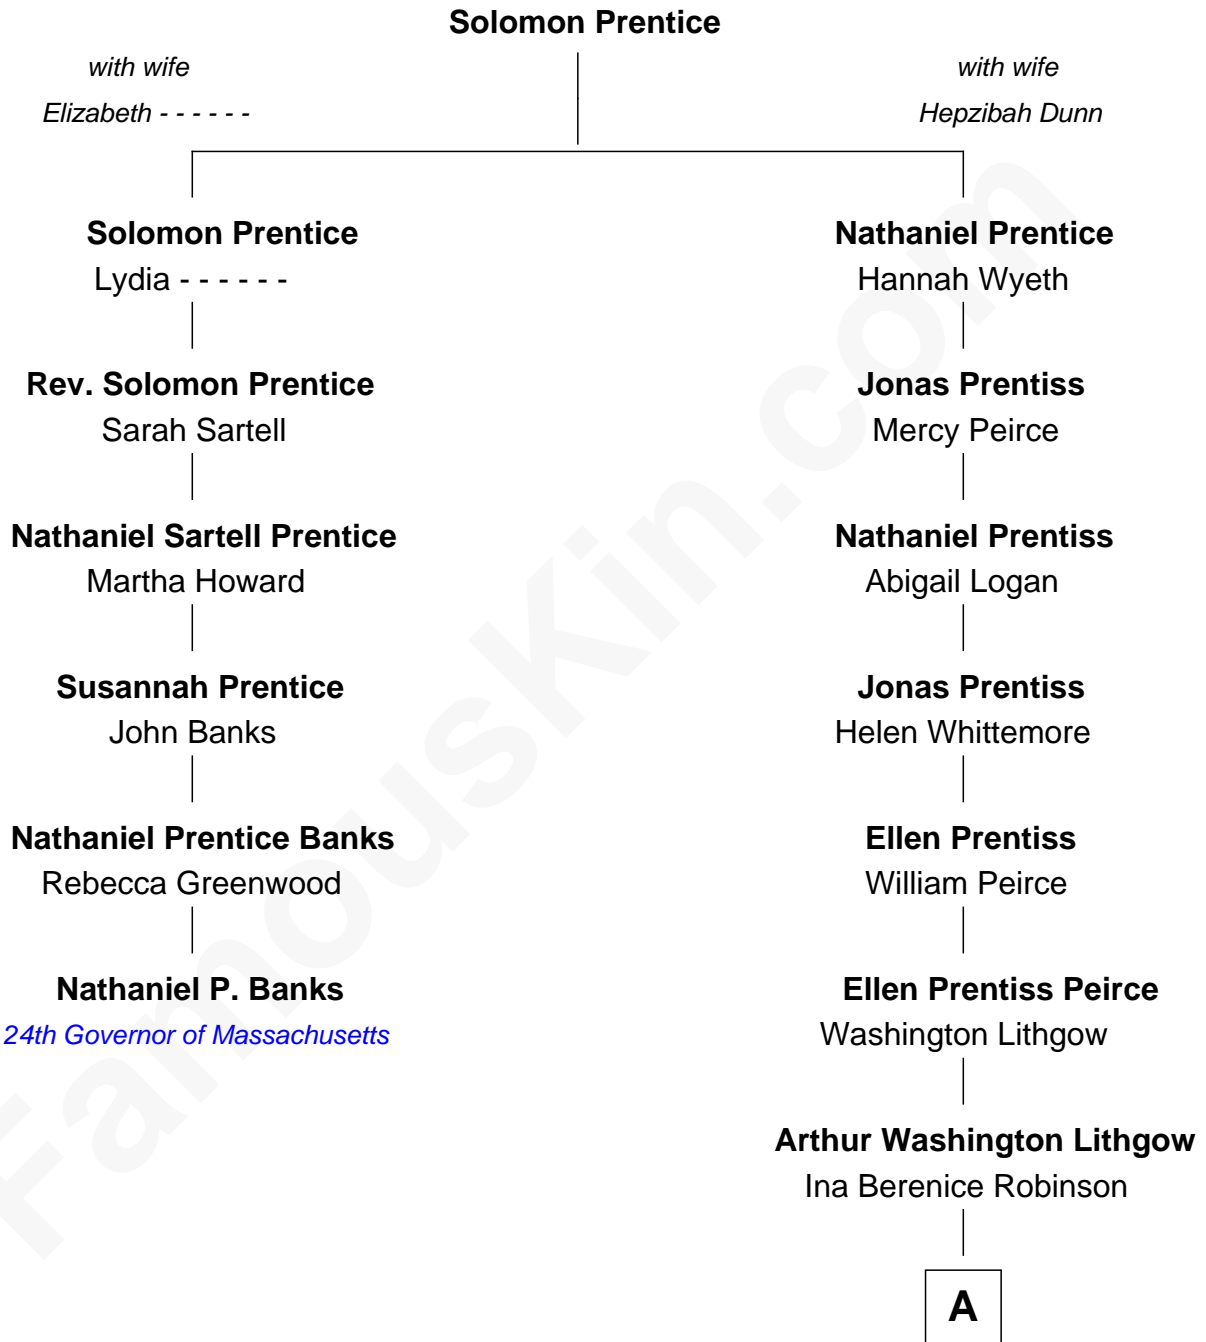 Solomon Prentice
with wife
Elizabeth - - - - - -
with wife
Hepzibah Dunn
Solomon Prentice
Lydia - - - - - -
Nathaniel Prentice
Hannah Wyeth
Rev. Solomon Prentice
Sarah Sartell
Jonas Prentiss
Mercy Peirce
Nathaniel Sartell Prentice
Martha Howard
Nathaniel Prentiss
Abigail Logan
Susannah Prentice
John Banks
Jonas Prentiss
Helen Whittemore
Nathaniel Prentice Banks
Rebecca Greenwood
Ellen Prentiss
William Peirce
Nathaniel P. Banks
24th Governor of Massachusetts
Ellen Prentiss Peirce
Washington Lithgow
Arthur Washington Lithgow
Ina Berenice Robinson
A
FamousKin.com